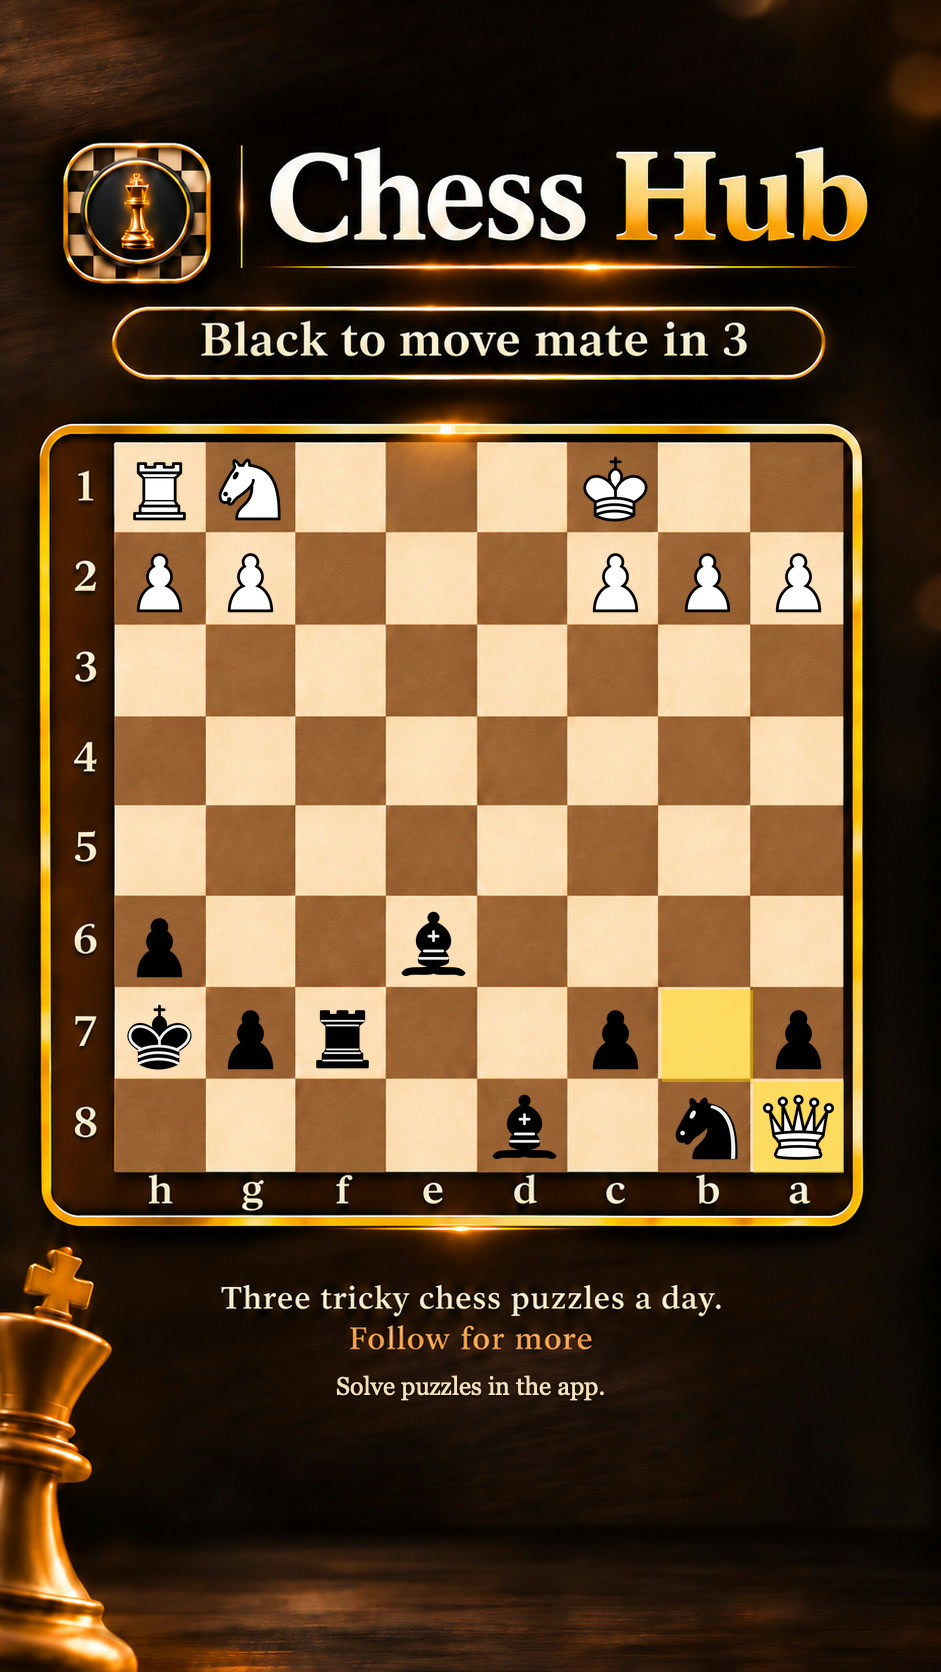 Chess Hub
Black to move mate in 3
1
2
3
4
5
6
7
8
h g f e d c b a
Three tricky chess puzzles a day.
Follow for more
Solve puzzles in the app.